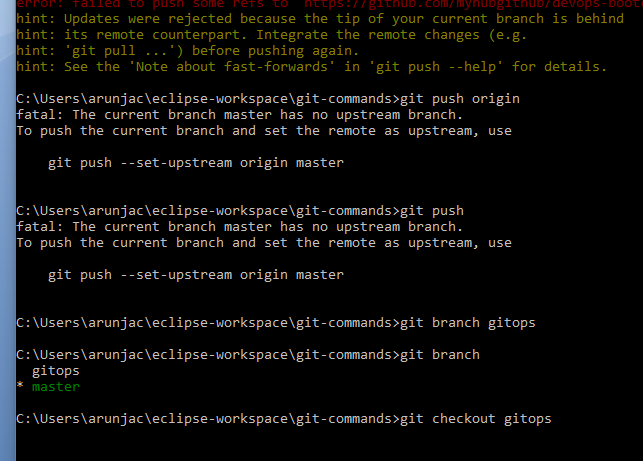 error: failed to push some refs to 'https://github.com/myhubgithub/devops-boot
hint: Updates were rejected because the tip of your current branch is behind
hint: its remote counterpart. Integrate the remote changes (e.g.
hint: 'git pull ...') before pushing again.
hint: See the 'Note about fast-forwards' in 'git push --help' for details.
C:\Users\arunjac\eclipse-workspace\git-commands>git push origin
fatal: The current branch master has no upstream branch.
To push the current branch and set the remote as upstream, use
git push --set-upstream origin master
C:\Users\arunjac\eclipse-workspace\git-commands>git push
fatal: The current branch master has no upstream branch.
To push the current branch and set the remote as upstream, use
git push --set-upstream origin master
C:\Users\arunjac\eclipse-workspace\git-commands>git branch gitops
C:\Users\arunjac\eclipse-workspace\git-commands>git branch
gitops
* master
C:\Users\arunjac\eclipse-workspace\git-commands>git checkout gitops